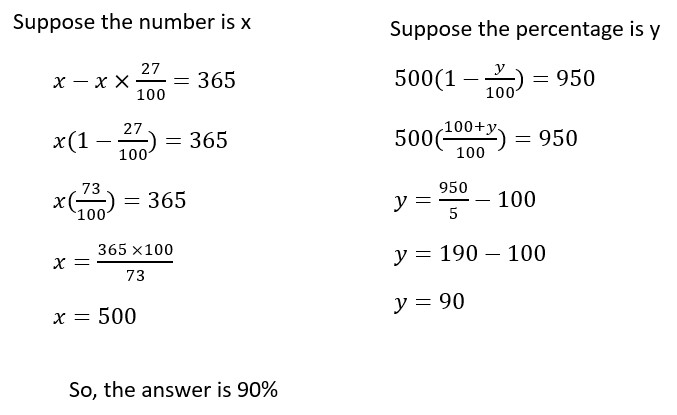 Suppose the number is x
x − x × 27/100 = 365
x(1 − 27/100) = 365
x(73/100) = 365
x = 365 ×100/73
x = 500
Suppose the percentage is y
500(1 − y/100) = 950
500(100+y/100) = 950
y = 950/5 − 100
y = 190 − 100
y = 90
So, the answer is 90%